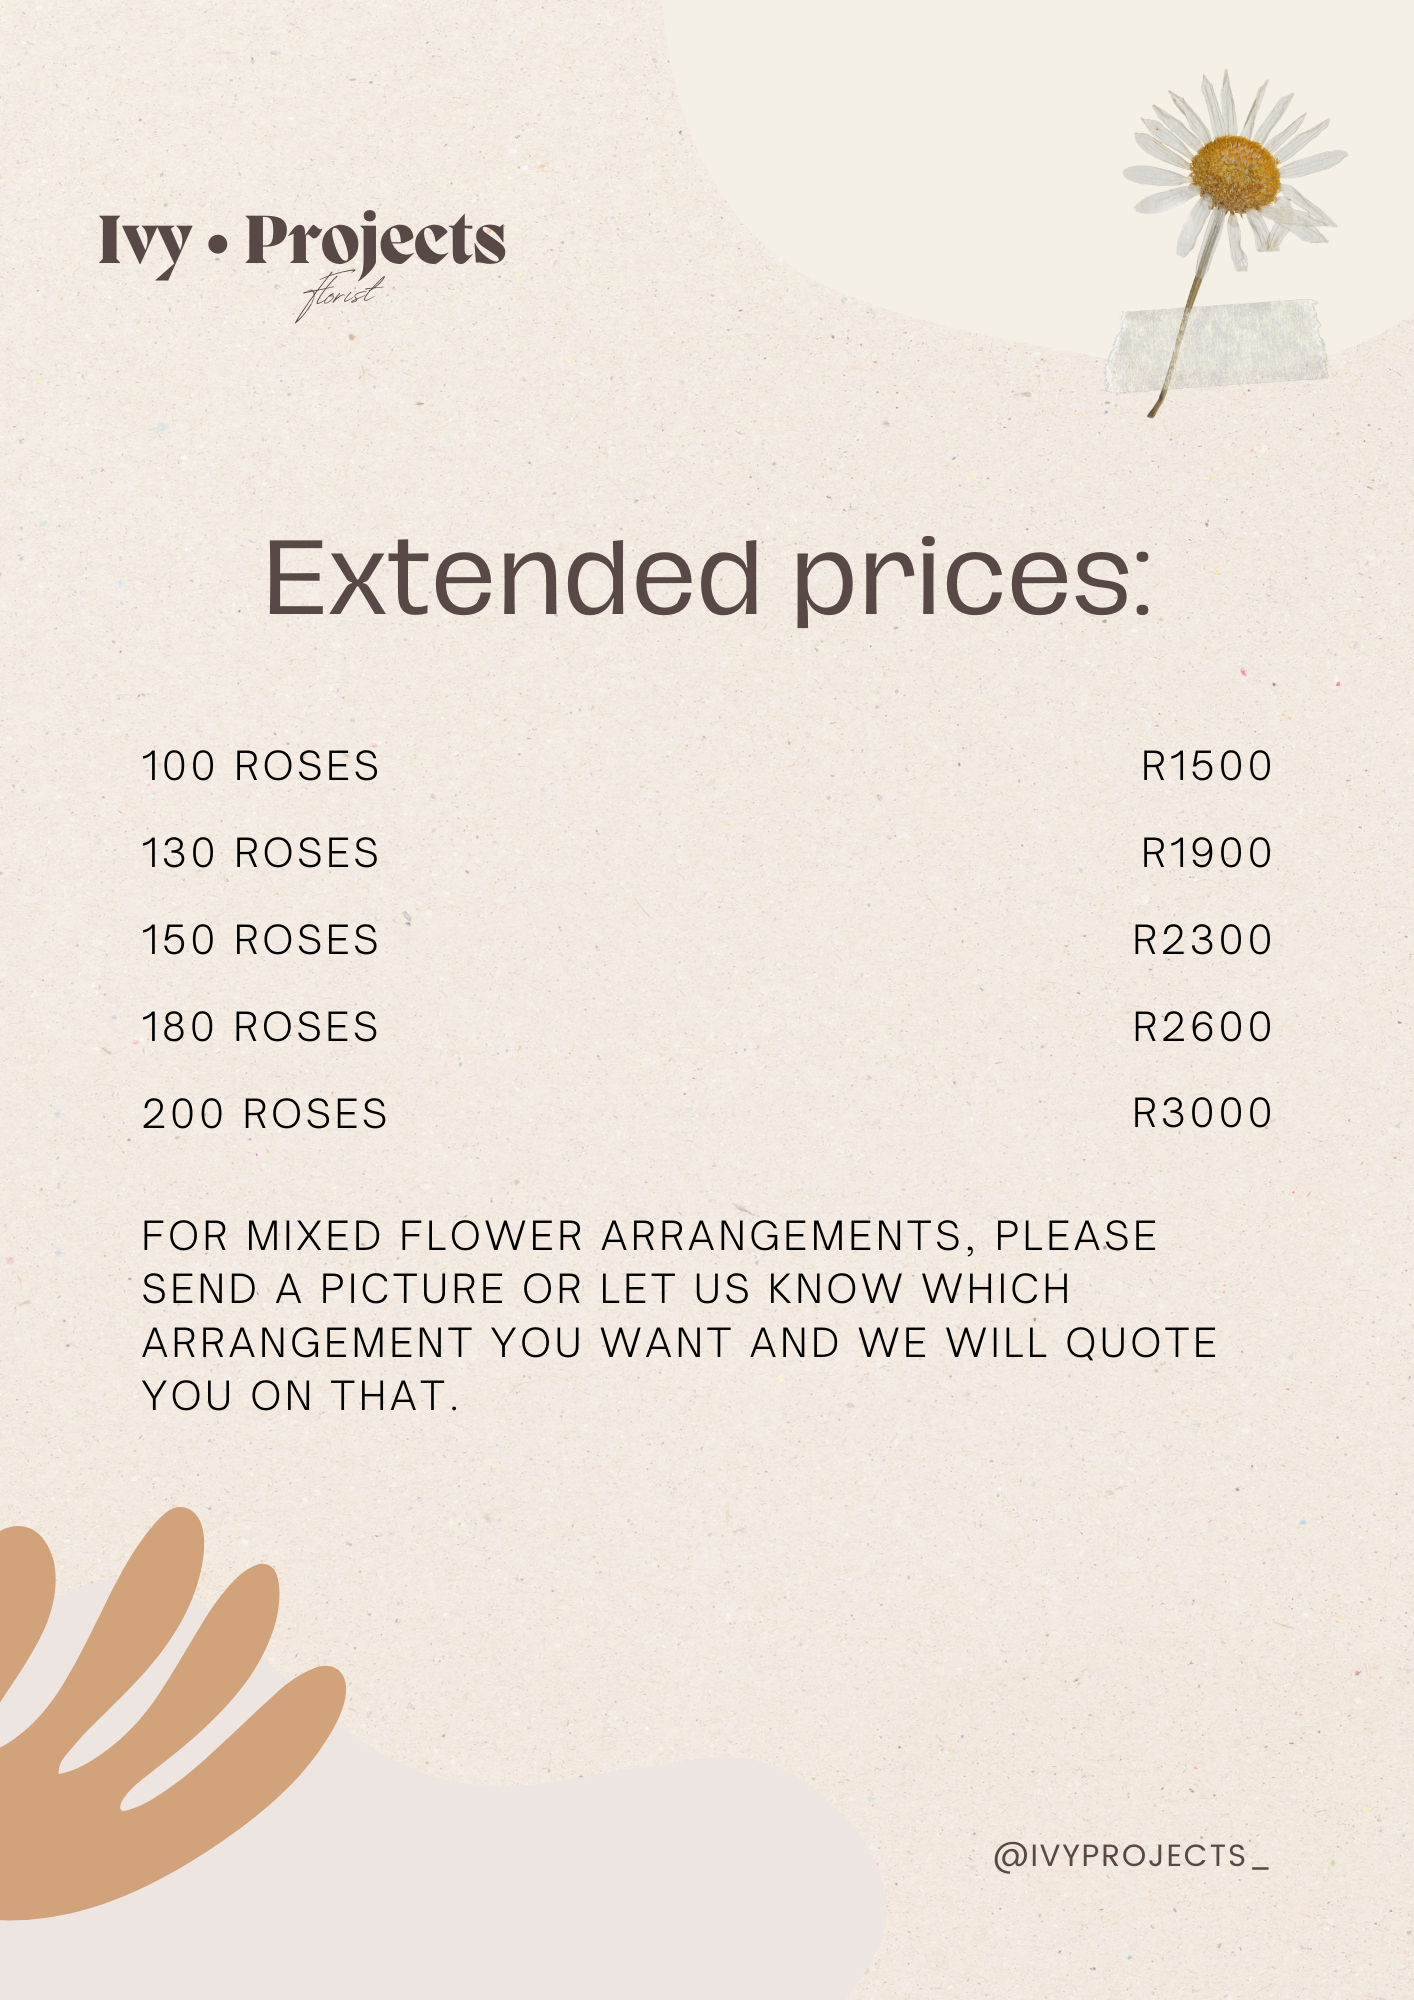 Ivy • Projects
florist
Extended prices:
100 ROSES R1500
130 ROSES R1900
150 ROSES R2300
180 ROSES R2600
200 ROSES R3000
FOR MIXED FLOWER ARRANGEMENTS, PLEASE
SEND A PICTURE OR LET US KNOW WHICH
ARRANGEMENT YOU WANT AND WE WILL QUOTE
YOU ON THAT.
@IVYPROJECTS_